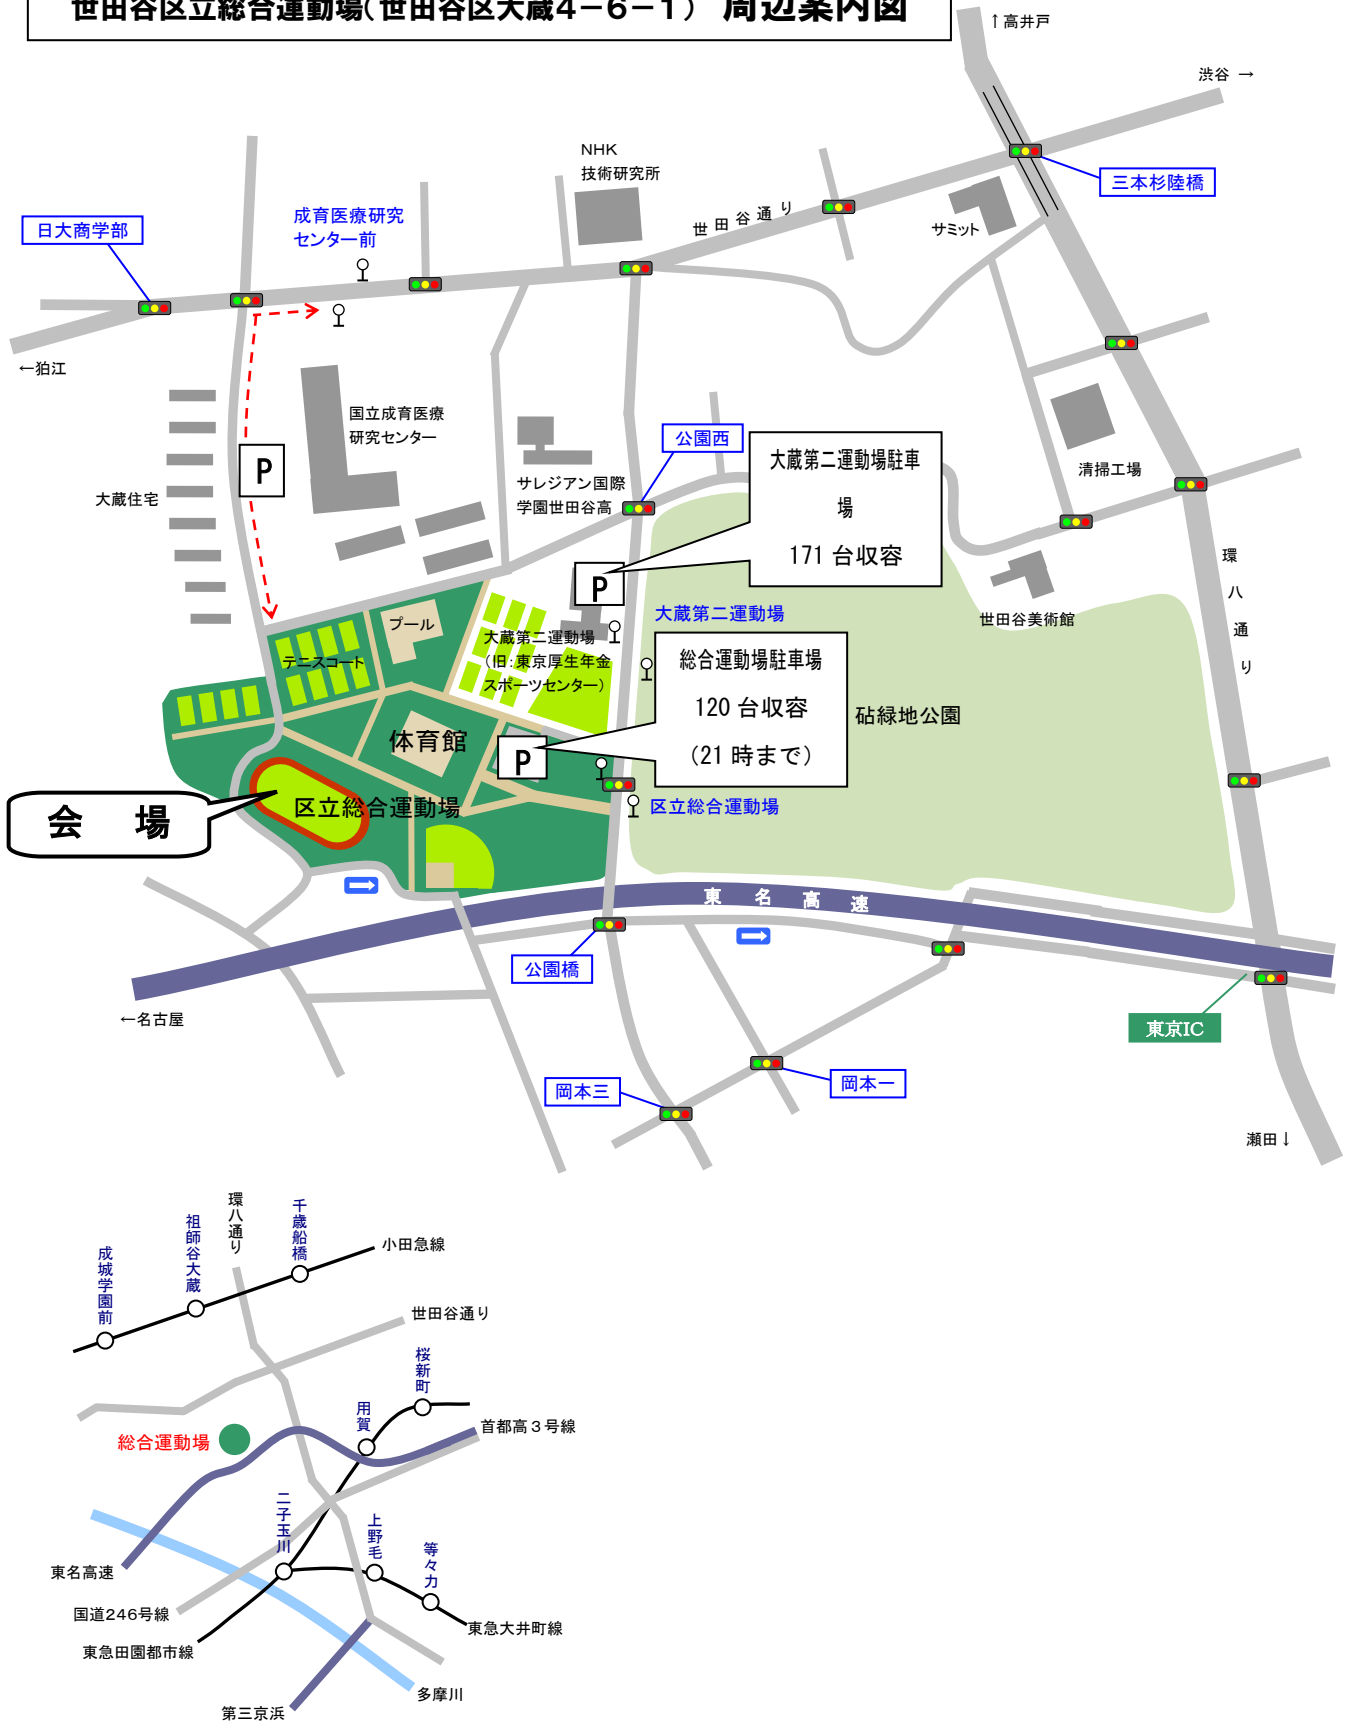 世田谷区立総合運動場（世田谷区大蔵４－６－１） 周辺案内図
↑高井戸
渋谷 →
NHK
技術研究所
三本杉陸橋
成育医療研究
センター前
世田谷通り
日大商学部
サミット
←狛江
国立成育医療
研究センター
公園西
大蔵第二運動場駐車
場
171 台収容
P
サレジアン国際
学園世田谷高
清掃工場
大蔵住宅
環八通り
P
大蔵第二運動場
世田谷美術館
プール
大蔵第二運動場
（旧：東京厚生年金
スポーツセンター）
テニスコート
総合運動場駐車場
120 台収容
（21 時まで）
砧緑地公園
体育館
P
会 場
区立総合運動場
区立総合運動場
東名高速
公園橋
←名古屋
東京IC
岡本三
岡本一
瀬田↓
環八通り
千歳船橋
祖師谷大蔵
成城学園前
小田急線
世田谷通り
桜新町
用賀
首都高３号線
総合運動場
二子玉川
上野毛
等々力
東名高速
国道246号線
東急大井町線
東急田園都市線
多摩川
第三京浜